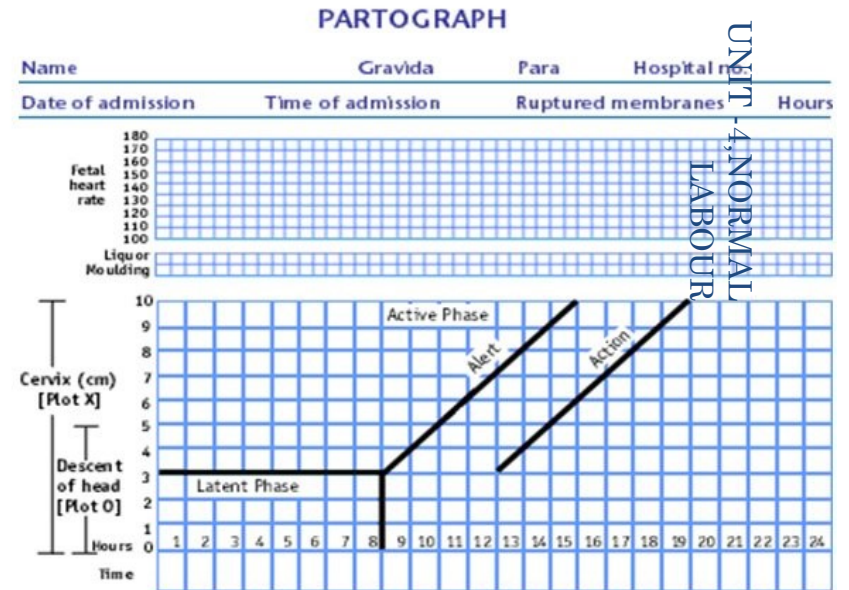 PARTOGRAPH
Name Gravida Para Hospital no.
Date of admission Time of admission Ruptured membranes Hours
UNIT -4,NORMAL
LABOUR
Fetal
heart
rate
180
170
160
150
140
130
120
110
100
Liquor
Moulding
10
9
8
7
6
5
4
3
2
1
0
Cervix (cm)
[Plot X]
Descent
of head
[Plot O]
Active Phase
Alert
Action
Latent Phase
Hours 1 2 3 4 5 6 7 8 9 10 11 12 13 14 15 16 17 18 19 20 21 22 23 24
Time